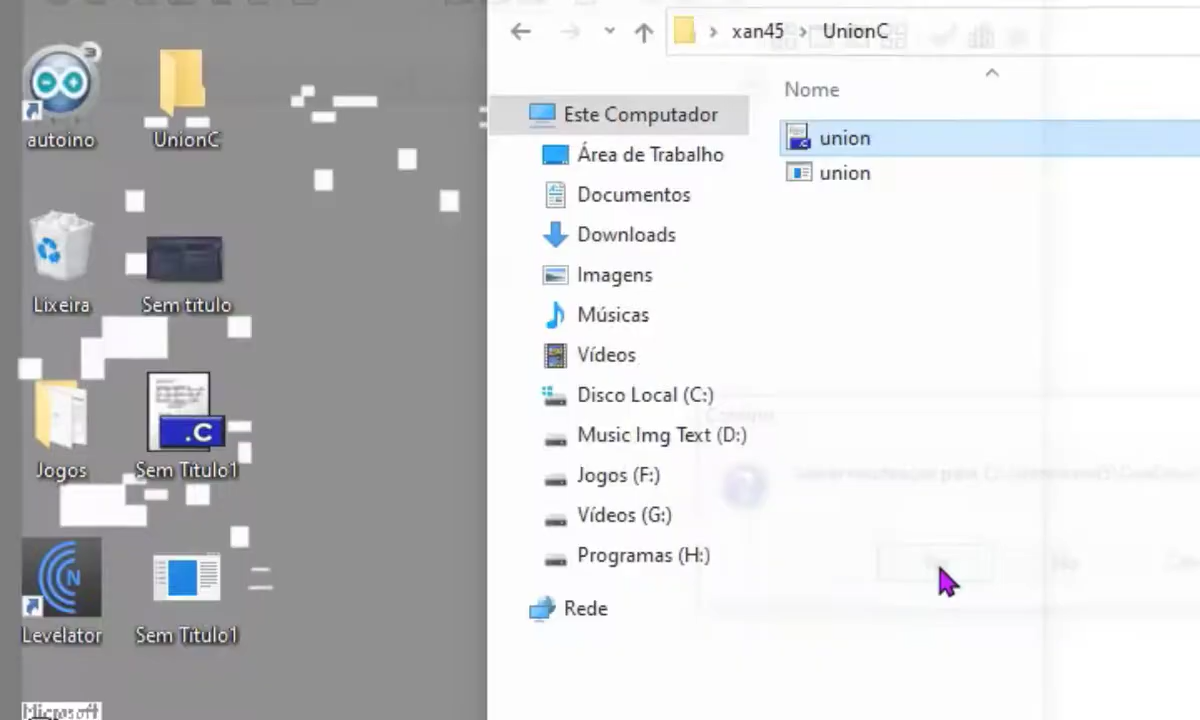 xan45 > UnionC
autoino
UnionC
Nome
Este Computador
union
Área de Trabalho
union
Documentos
Downloads
Lixeira
Sem titulo
Imagens
Músicas
Vídeos
DEV
.C
Disco Local (C:)
Music Img Text (D:)
Jogos
Sem Titulo1
Jogos (F:)
Vídeos (G:)
N
Programas (H:)
Levelator
Sem Titulo1
Rede
Microsoft